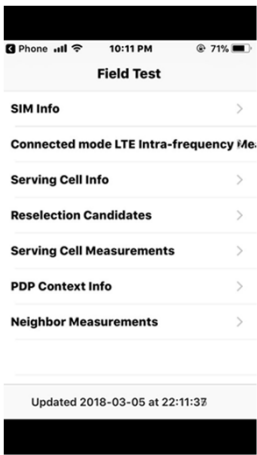 Phone 10:11 PM 71%
Field Test
SIM Info
Connected mode LTE Intra-frequency Mea
Serving Cell Info
Reselection Candidates
Serving Cell Measurements
PDP Context Info
Neighbor Measurements
Updated 2018-03-05 at 22:11:37